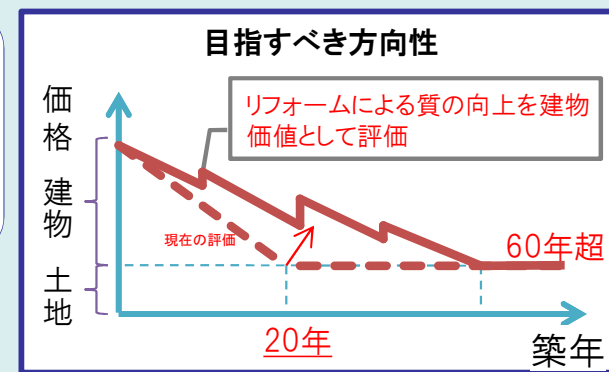 目指すべき方向性
価格
リフォームによる質の向上を建物
価値として評価
建物
現在の評価
60年超
土地
20年
築年